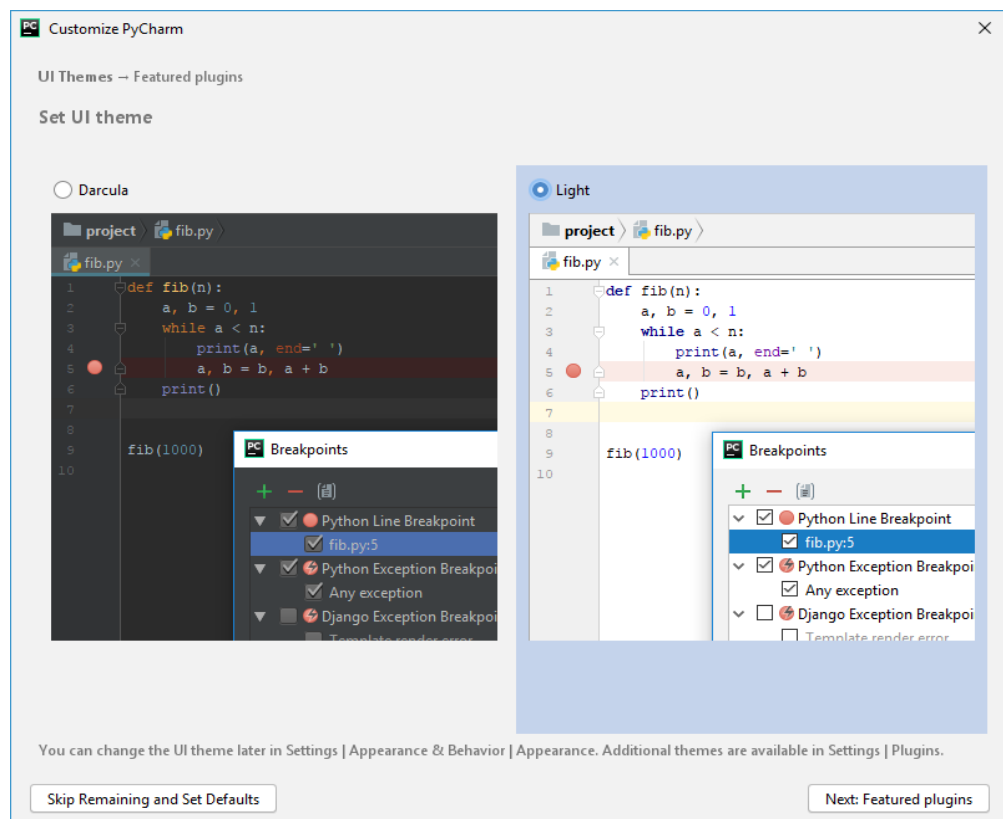 PC Customize PyCharm
UI Themes → Featured plugins
Set UI theme
Darcula
project fib.py
fib.py
1 def fib(n):
2 a, b = 0, 1
3 while a < n:
4 print(a, end=' ')
5 a, b = b, a + b
6 print()
7
8
9 fib(1000)
10
PC Breakpoints
Python Line Breakpoint
fib.py:5
Python Exception Breakpoi
Any exception
Django Exception Breakpoi
Template render error
Light
project fib.py
fib.py
1 def fib(n):
2 a, b = 0, 1
3 while a < n:
4 print(a, end=' ')
5 a, b = b, a + b
6 print()
7
8
9 fib(1000)
10
PC Breakpoints
Python Line Breakpoint
fib.py:5
Python Exception Breakpoi
Any exception
Django Exception Breakpoi
Template render error
You can change the UI theme later in Settings | Appearance & Behavior | Appearance. Additional themes are available in Settings | Plugins.
Skip Remaining and Set Defaults
Next: Featured plugins